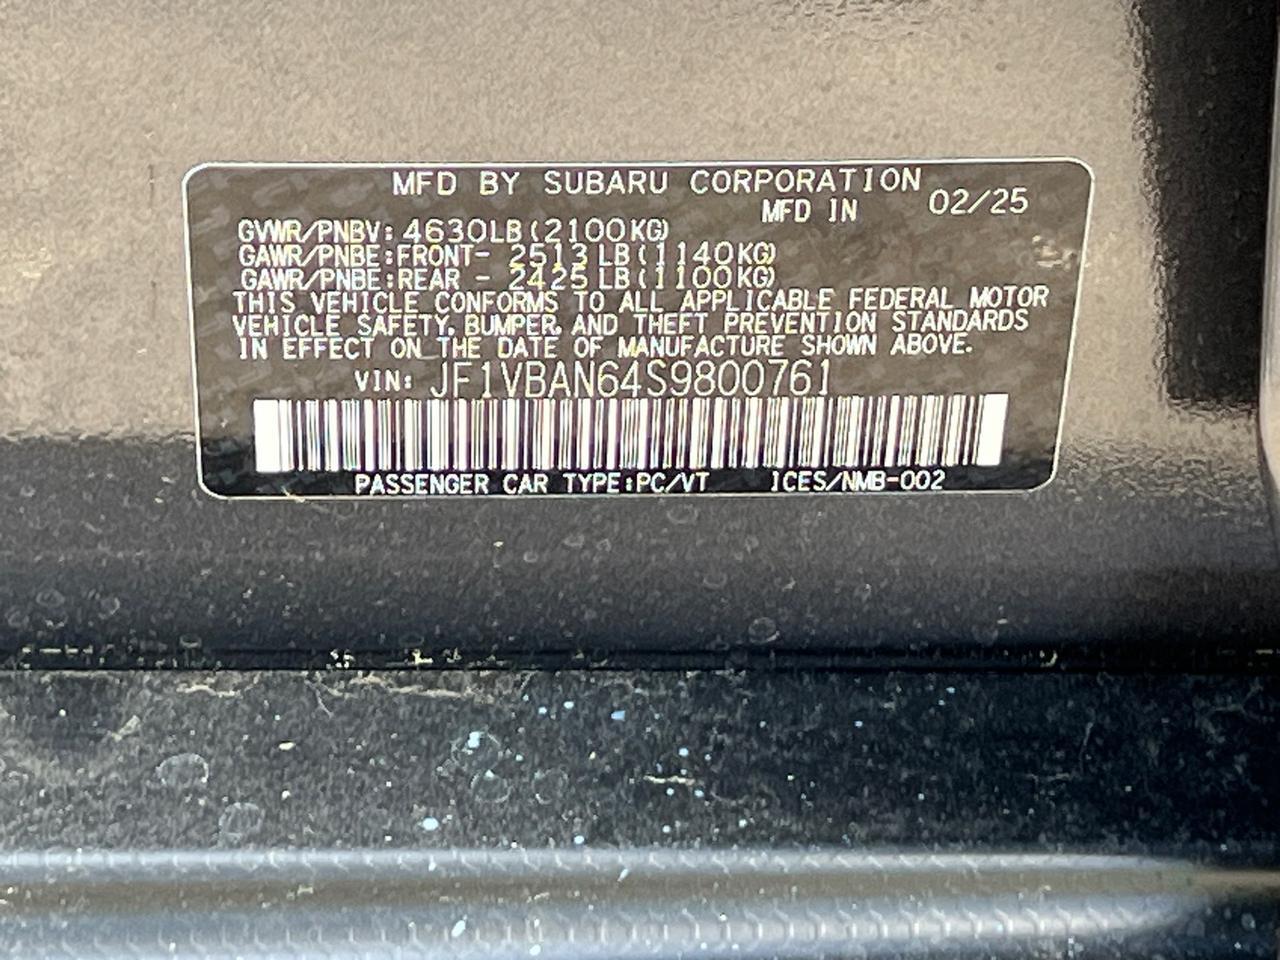 MFD BY SUBARU CORPORATION
MFD IN 02/25
GVWR/PNBV: 4630LB(2100KG)
GAWR/PNBE:FRONT- 2513 LB(1140KG)
GAWR/PNBE:REAR - 2425 LB(1100KG)
THIS VEHICLE CONFORMS TO ALL APPLICABLE FEDERAL MOTOR
VEHICLE SAFETY, BUMPER, AND THEFT PREVENTION STANDARDS
IN EFFECT ON THE DATE OF MANUFACTURE SHOWN ABOVE.
VIN: JF1VBAN64S9800761
PASSENGER CAR TYPE:PC/VT ICES/NMB-002